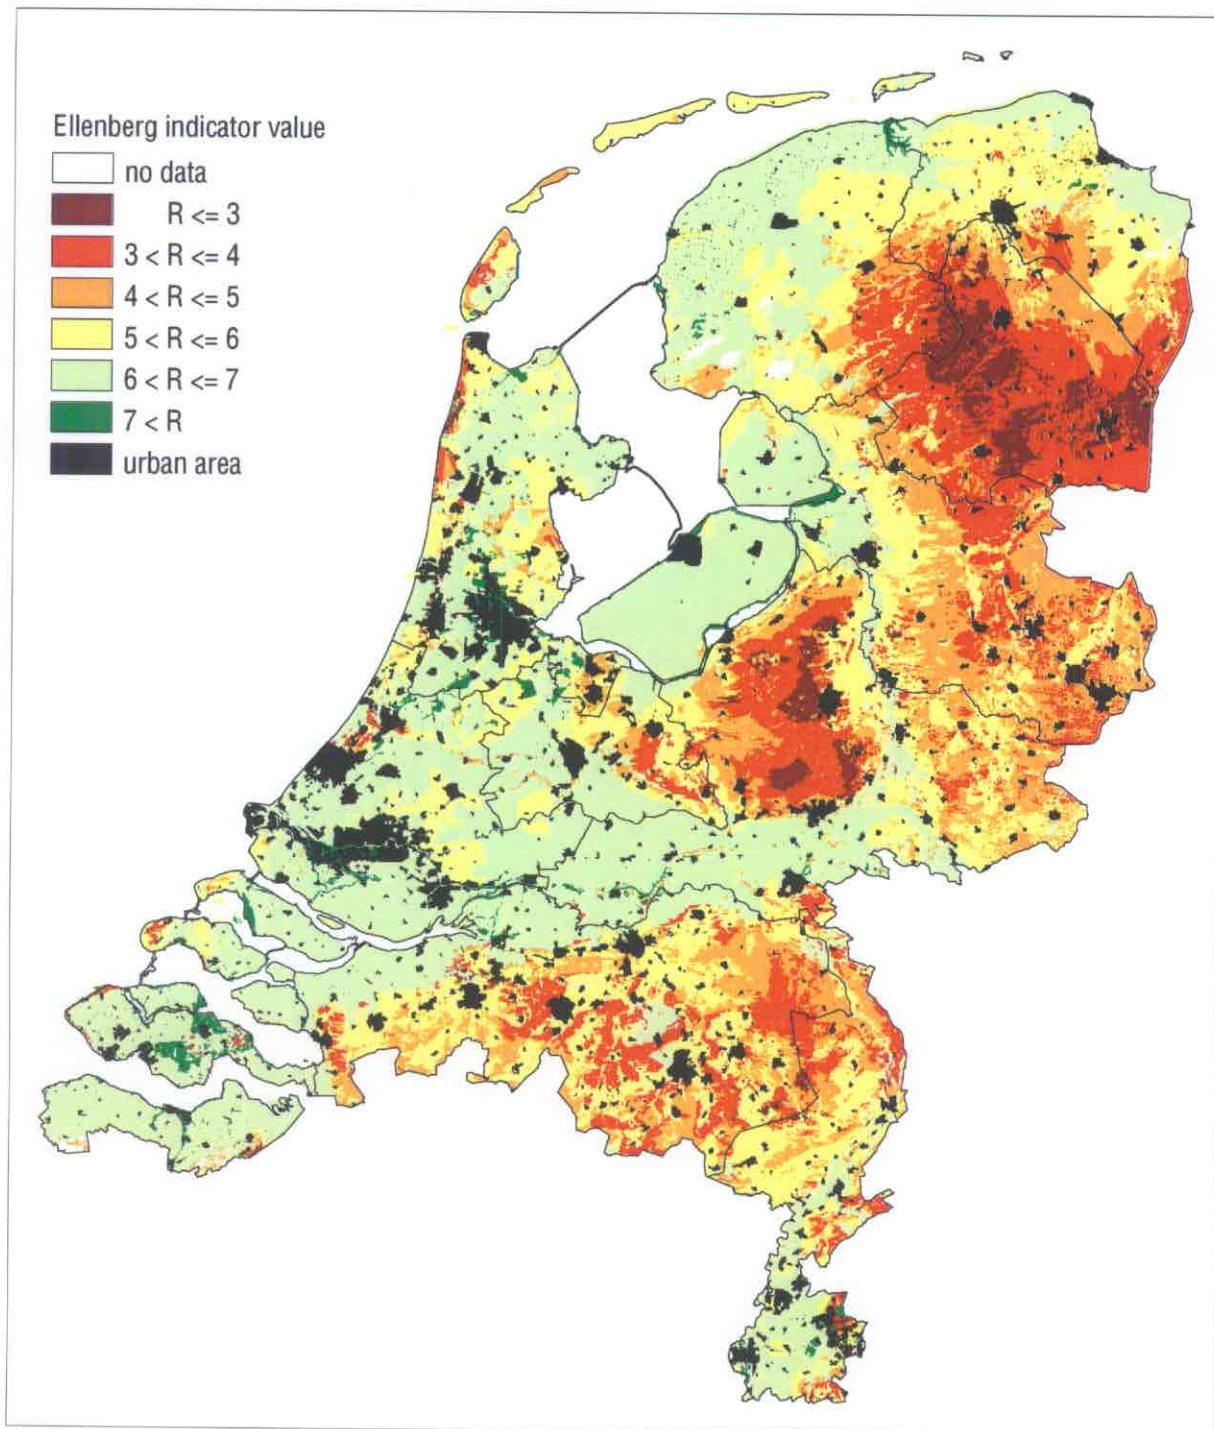 Ellenberg indicator value
no data
R <= 3
3 < R <= 4
4 < R <= 5
5 < R <= 6
6 < R <= 7
7 < R
urban area